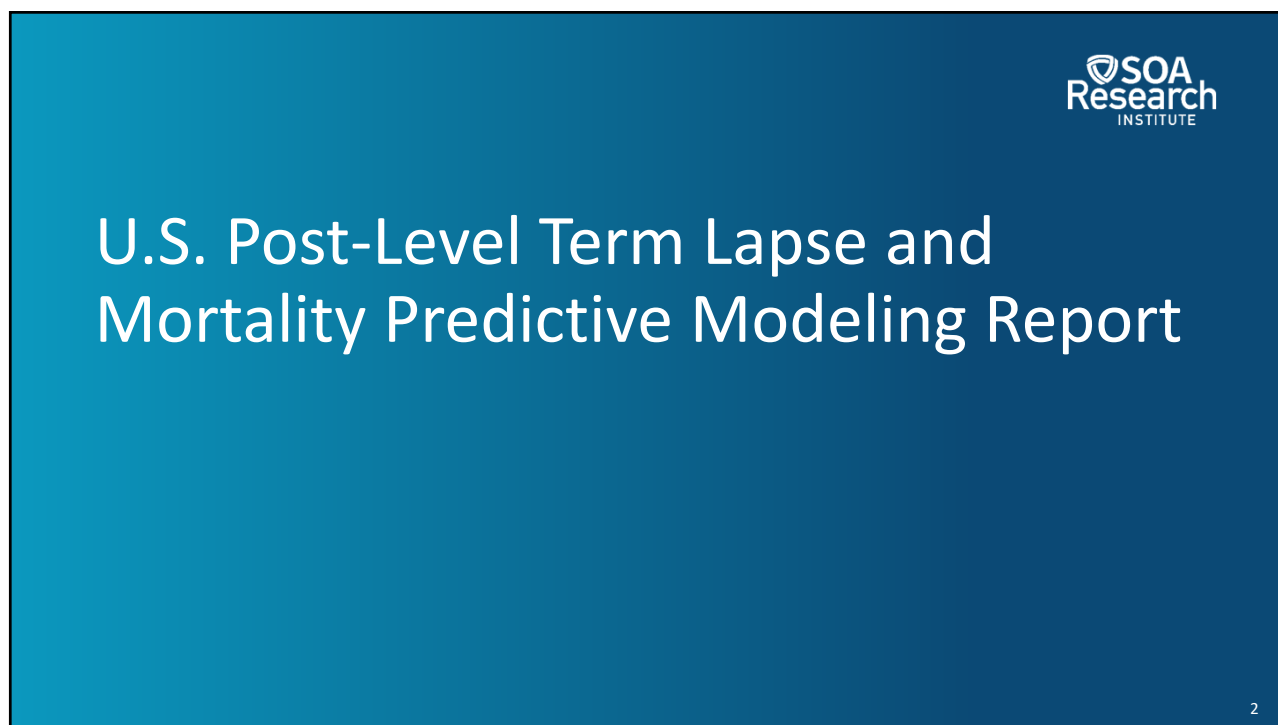 SOA
Research
INSTITUTE
U.S. Post-Level Term Lapse and
Mortality Predictive Modeling Report
2